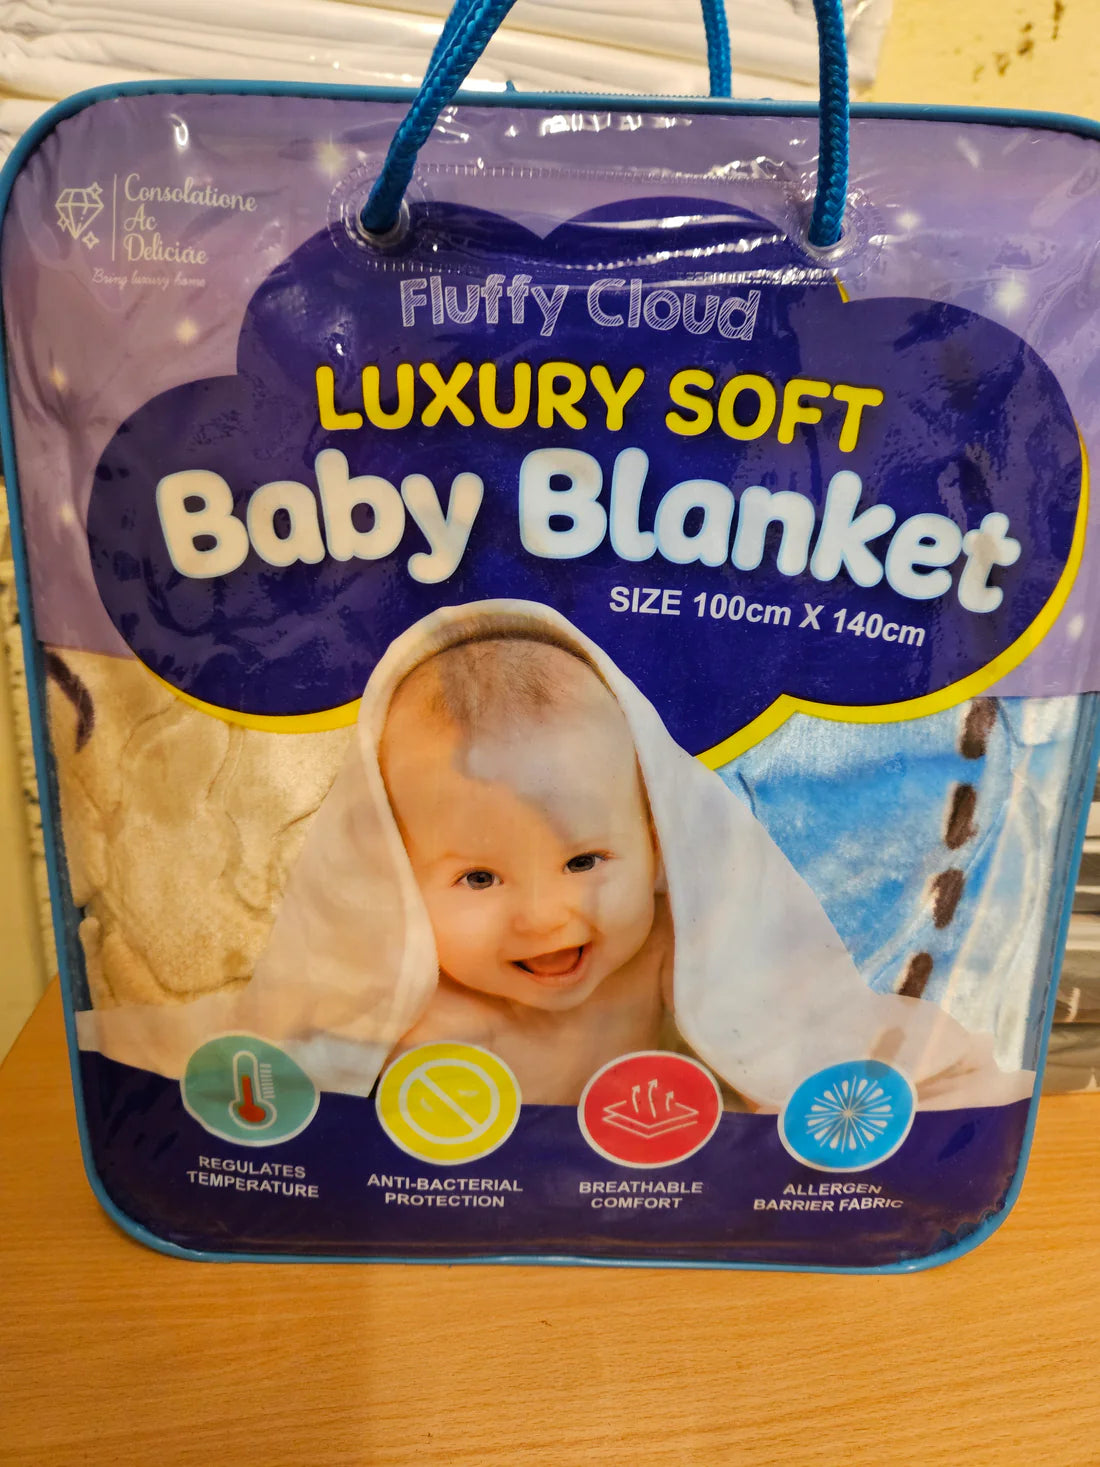 Consolatione
Ac
Deliciae
Bring luxury home
Fluffy Cloud
LUXURY SOFT
Baby Blanket
SIZE 100cm X 140cm
REGULATES
TEMPERATURE
ANTI-BACTERIAL
PROTECTION
BREATHABLE
COMFORT
ALLERGEN
BARRIER FABRIC